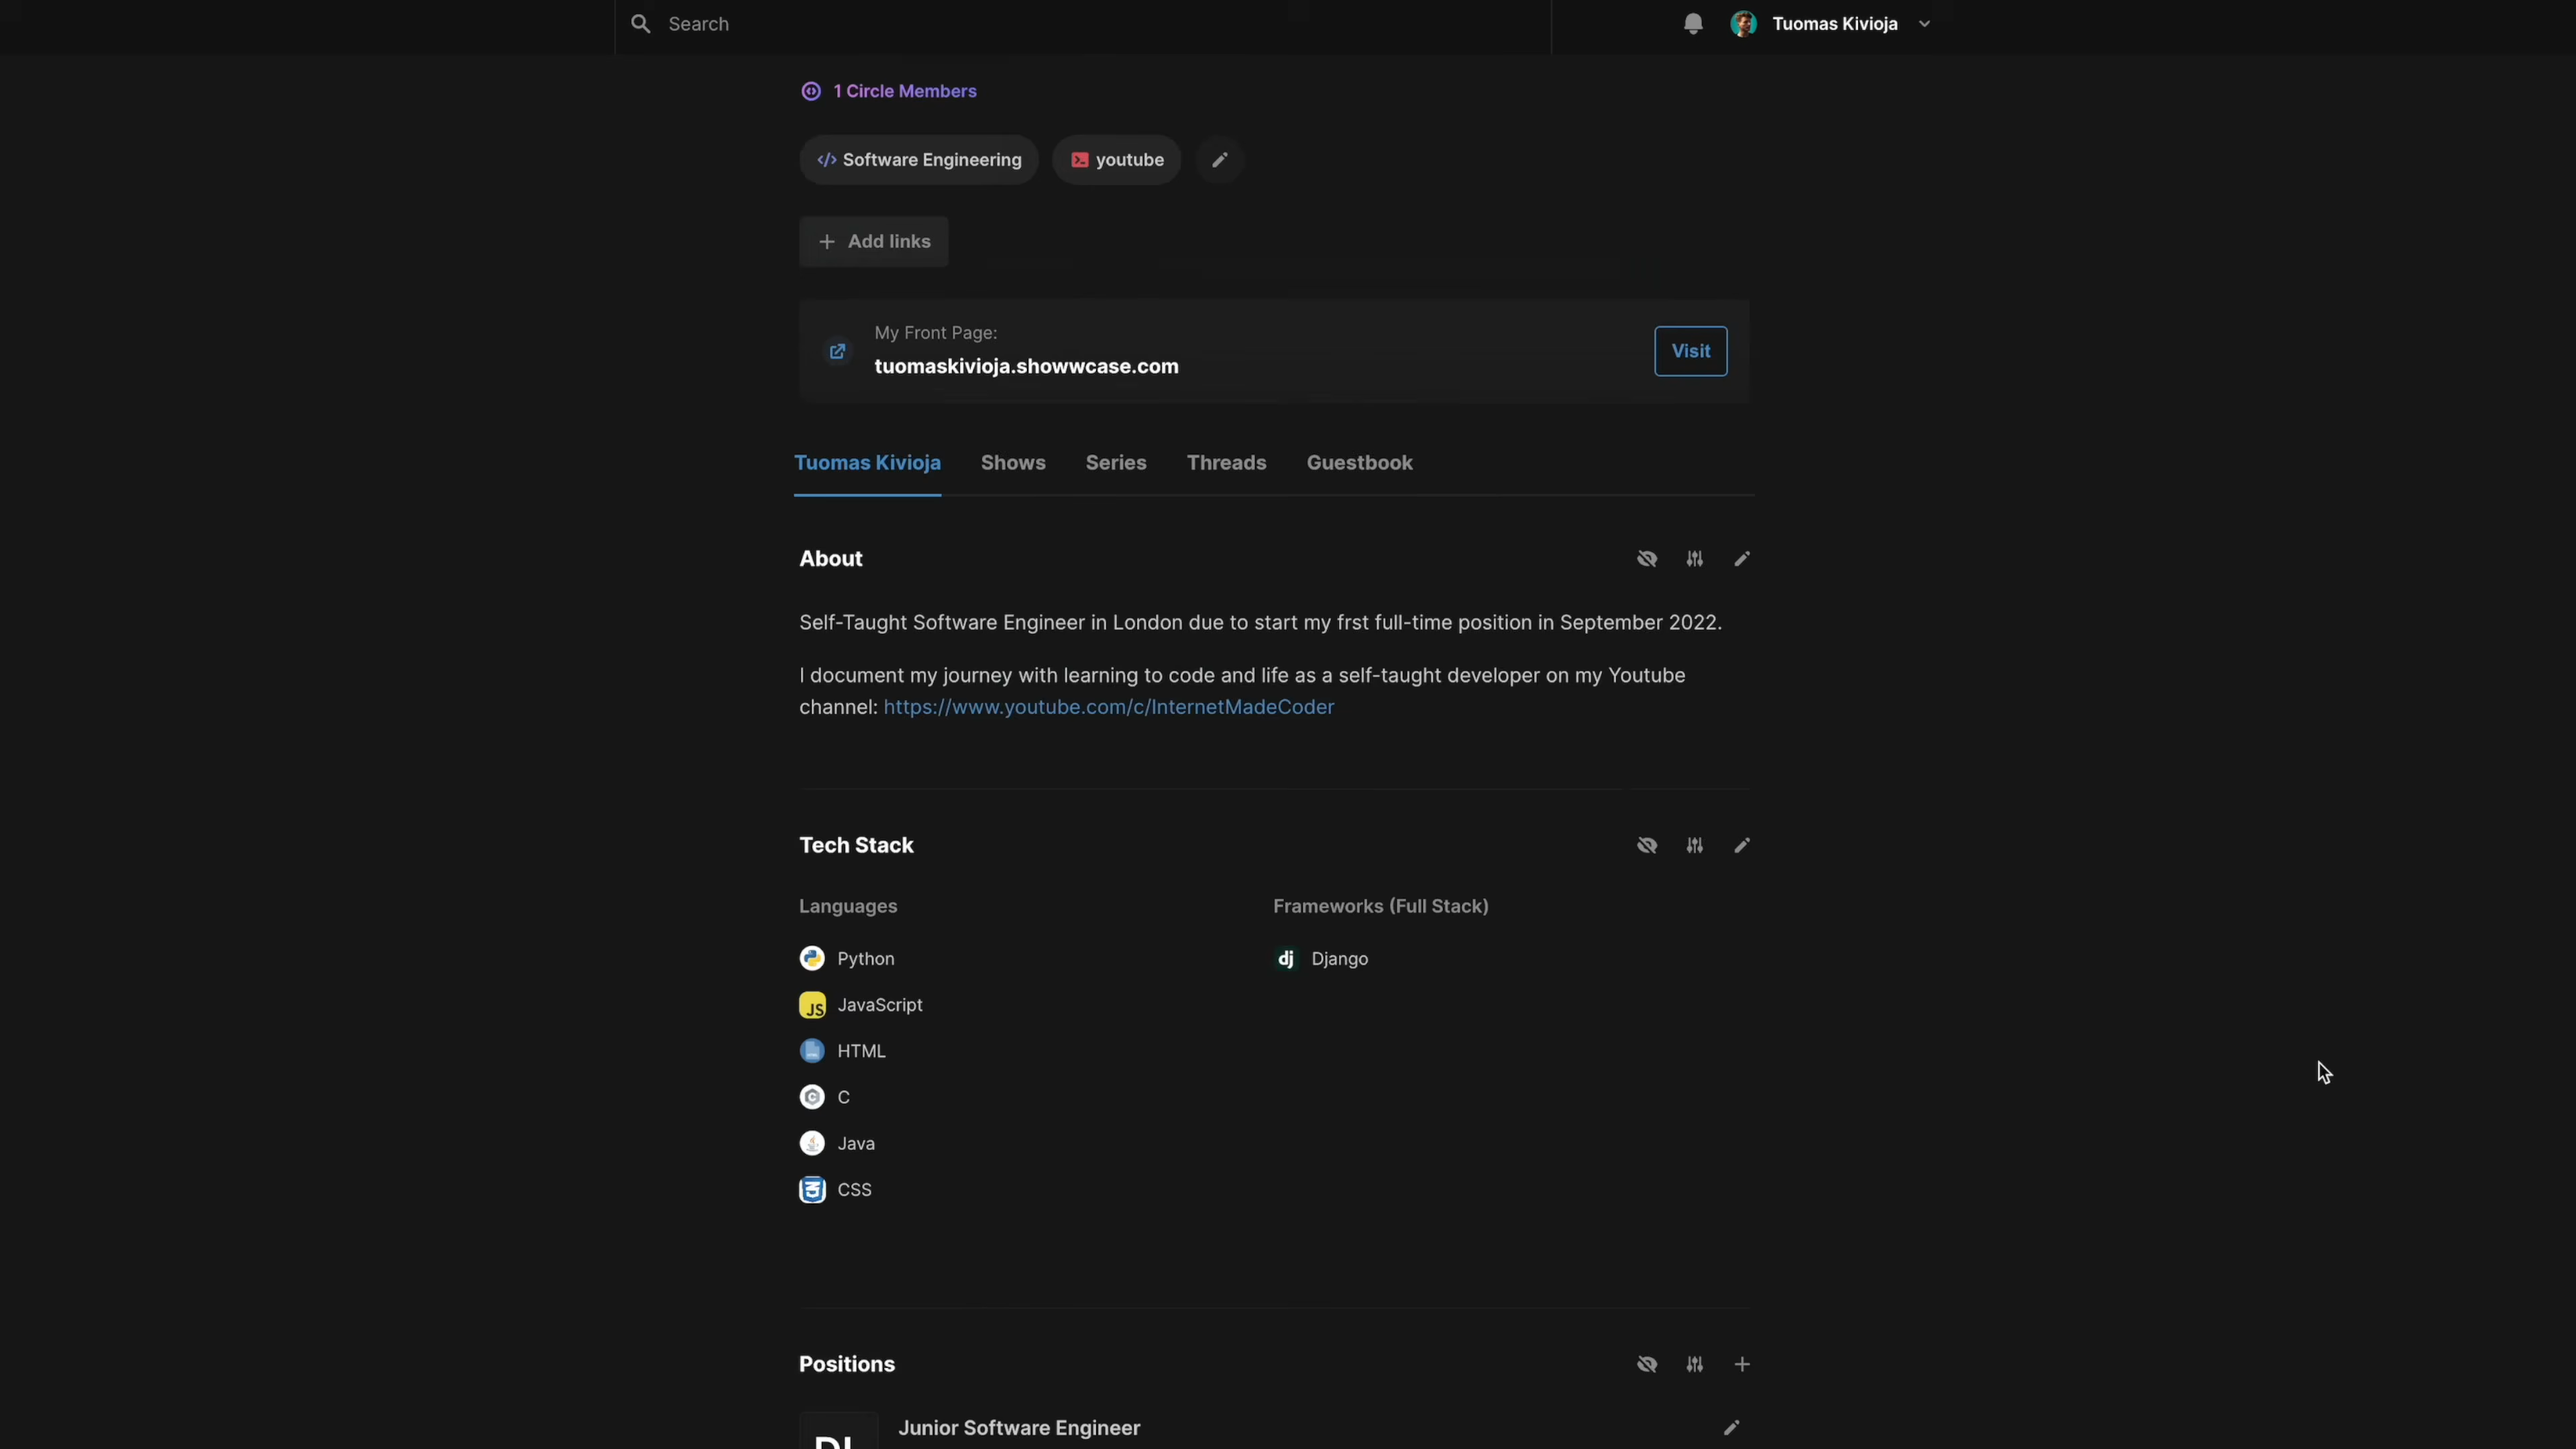 Search
Tuomas Kivioja
1 Circle Members
</> Software Engineering
youtube
+ Add links
My Front Page:
tuomaskivioja.showwcase.com
Visit
Tuomas Kivioja
Shows
Series
Threads
Guestbook
About
Self-Taught Software Engineer in London due to start my frst full-time position in September 2022.
I document my journey with learning to code and life as a self-taught developer on my Youtube
channel: https://www.youtube.com/c/InternetMadeCoder
Tech Stack
Languages
Frameworks (Full Stack)
Python
dj Django
JS JavaScript
HTML
C C
Java
CSS
Positions
Junior Software Engineer